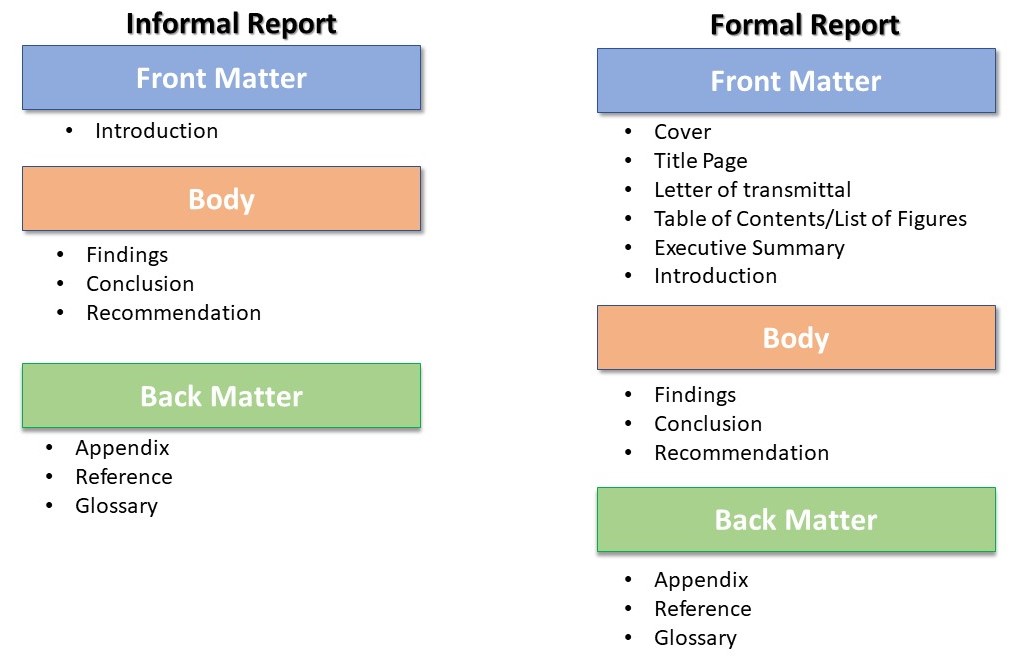 Informal Report
Front Matter
• Introduction
Body
• Findings
• Conclusion
• Recommendation
Back Matter
• Appendix
• Reference
• Glossary
Formal Report
Front Matter
• Cover
• Title Page
• Letter of transmittal
• Table of Contents/List of Figures
• Executive Summary
• Introduction
Body
• Findings
• Conclusion
• Recommendation
Back Matter
• Appendix
• Reference
• Glossary